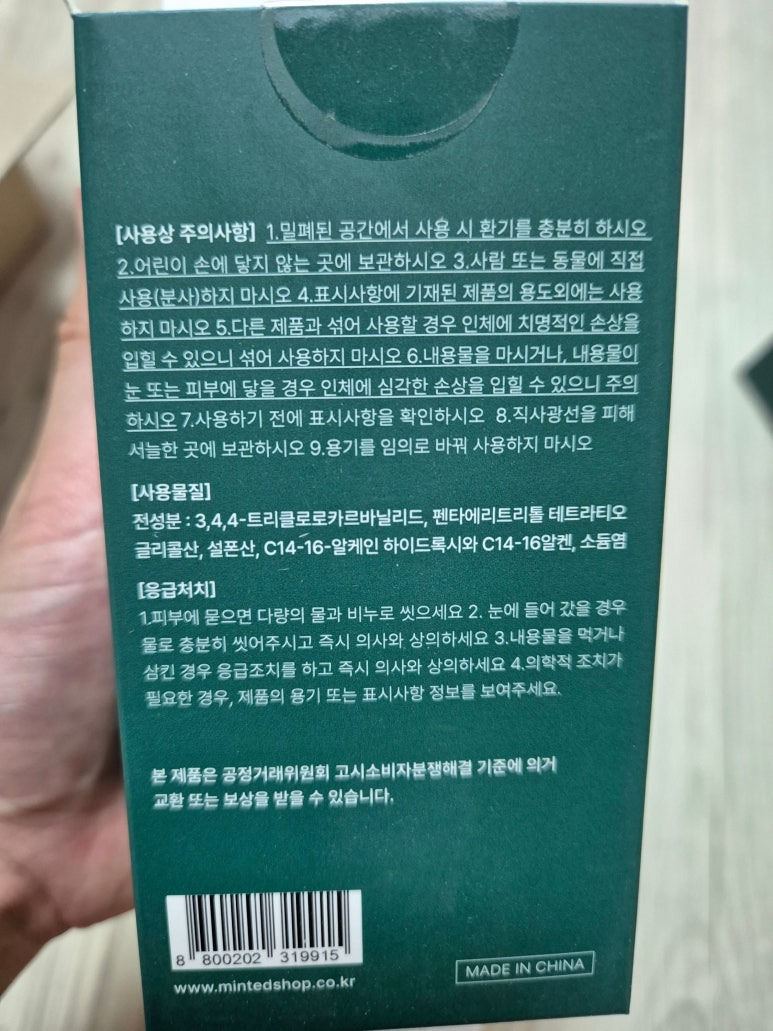 [사용상 주의사항] 1.밀폐된 공간에서 사용 시 환기를 충분히 하시오
2.어린이 손에 닿지 않는 곳에 보관하시오 3.사람 또는 동물에 직접
사용(분사)하지 마시오 4.표시사항에 기재된 제품의 용도외에는 사용
하지 마시오 5.다른 제품과 섞어 사용할 경우 인체에 치명적인 손상을
입힐 수 있으니 섞어 사용하지 마시오 6.내용물을 마시거나, 내용물이
눈 또는 피부에 닿을 경우 인체에 심각한 손상을 입힐 수 있으니 주의
하시오 7.사용하기 전에 표시사항을 확인하시오 8.직사광선을 피해
서늘한 곳에 보관하시오 9.용기를 임의로 바꿔 사용하지 마시오
[사용물질]
전성분 : 3,4,4-트리클로로카르바닐리드, 펜타에리트리톨 테트라티오
글리콜산, 설폰산, C14-16-알케인 하이드록시와 C14-16알켄, 소듐염
[응급처치]
1.피부에 묻으면 다량의 물과 비누로 씻으세요 2. 눈에 들어 갔을 경우
물로 충분히 씻어주시고 즉시 의사와 상의하세요 3.내용물을 먹거나
삼킨 경우 응급조치를 하고 즉시 의사와 상의하세요 4.의학적 조치가
필요한 경우, 제품의 용기 또는 표시사항 정보를 보여주세요.
본 제품은 공정거래위원회 고시소비자분쟁해결 기준에 의거
교환 또는 보상을 받을 수 있습니다.
8 800202 319915
www.mintedshop.co.kr
MADE IN CHINA